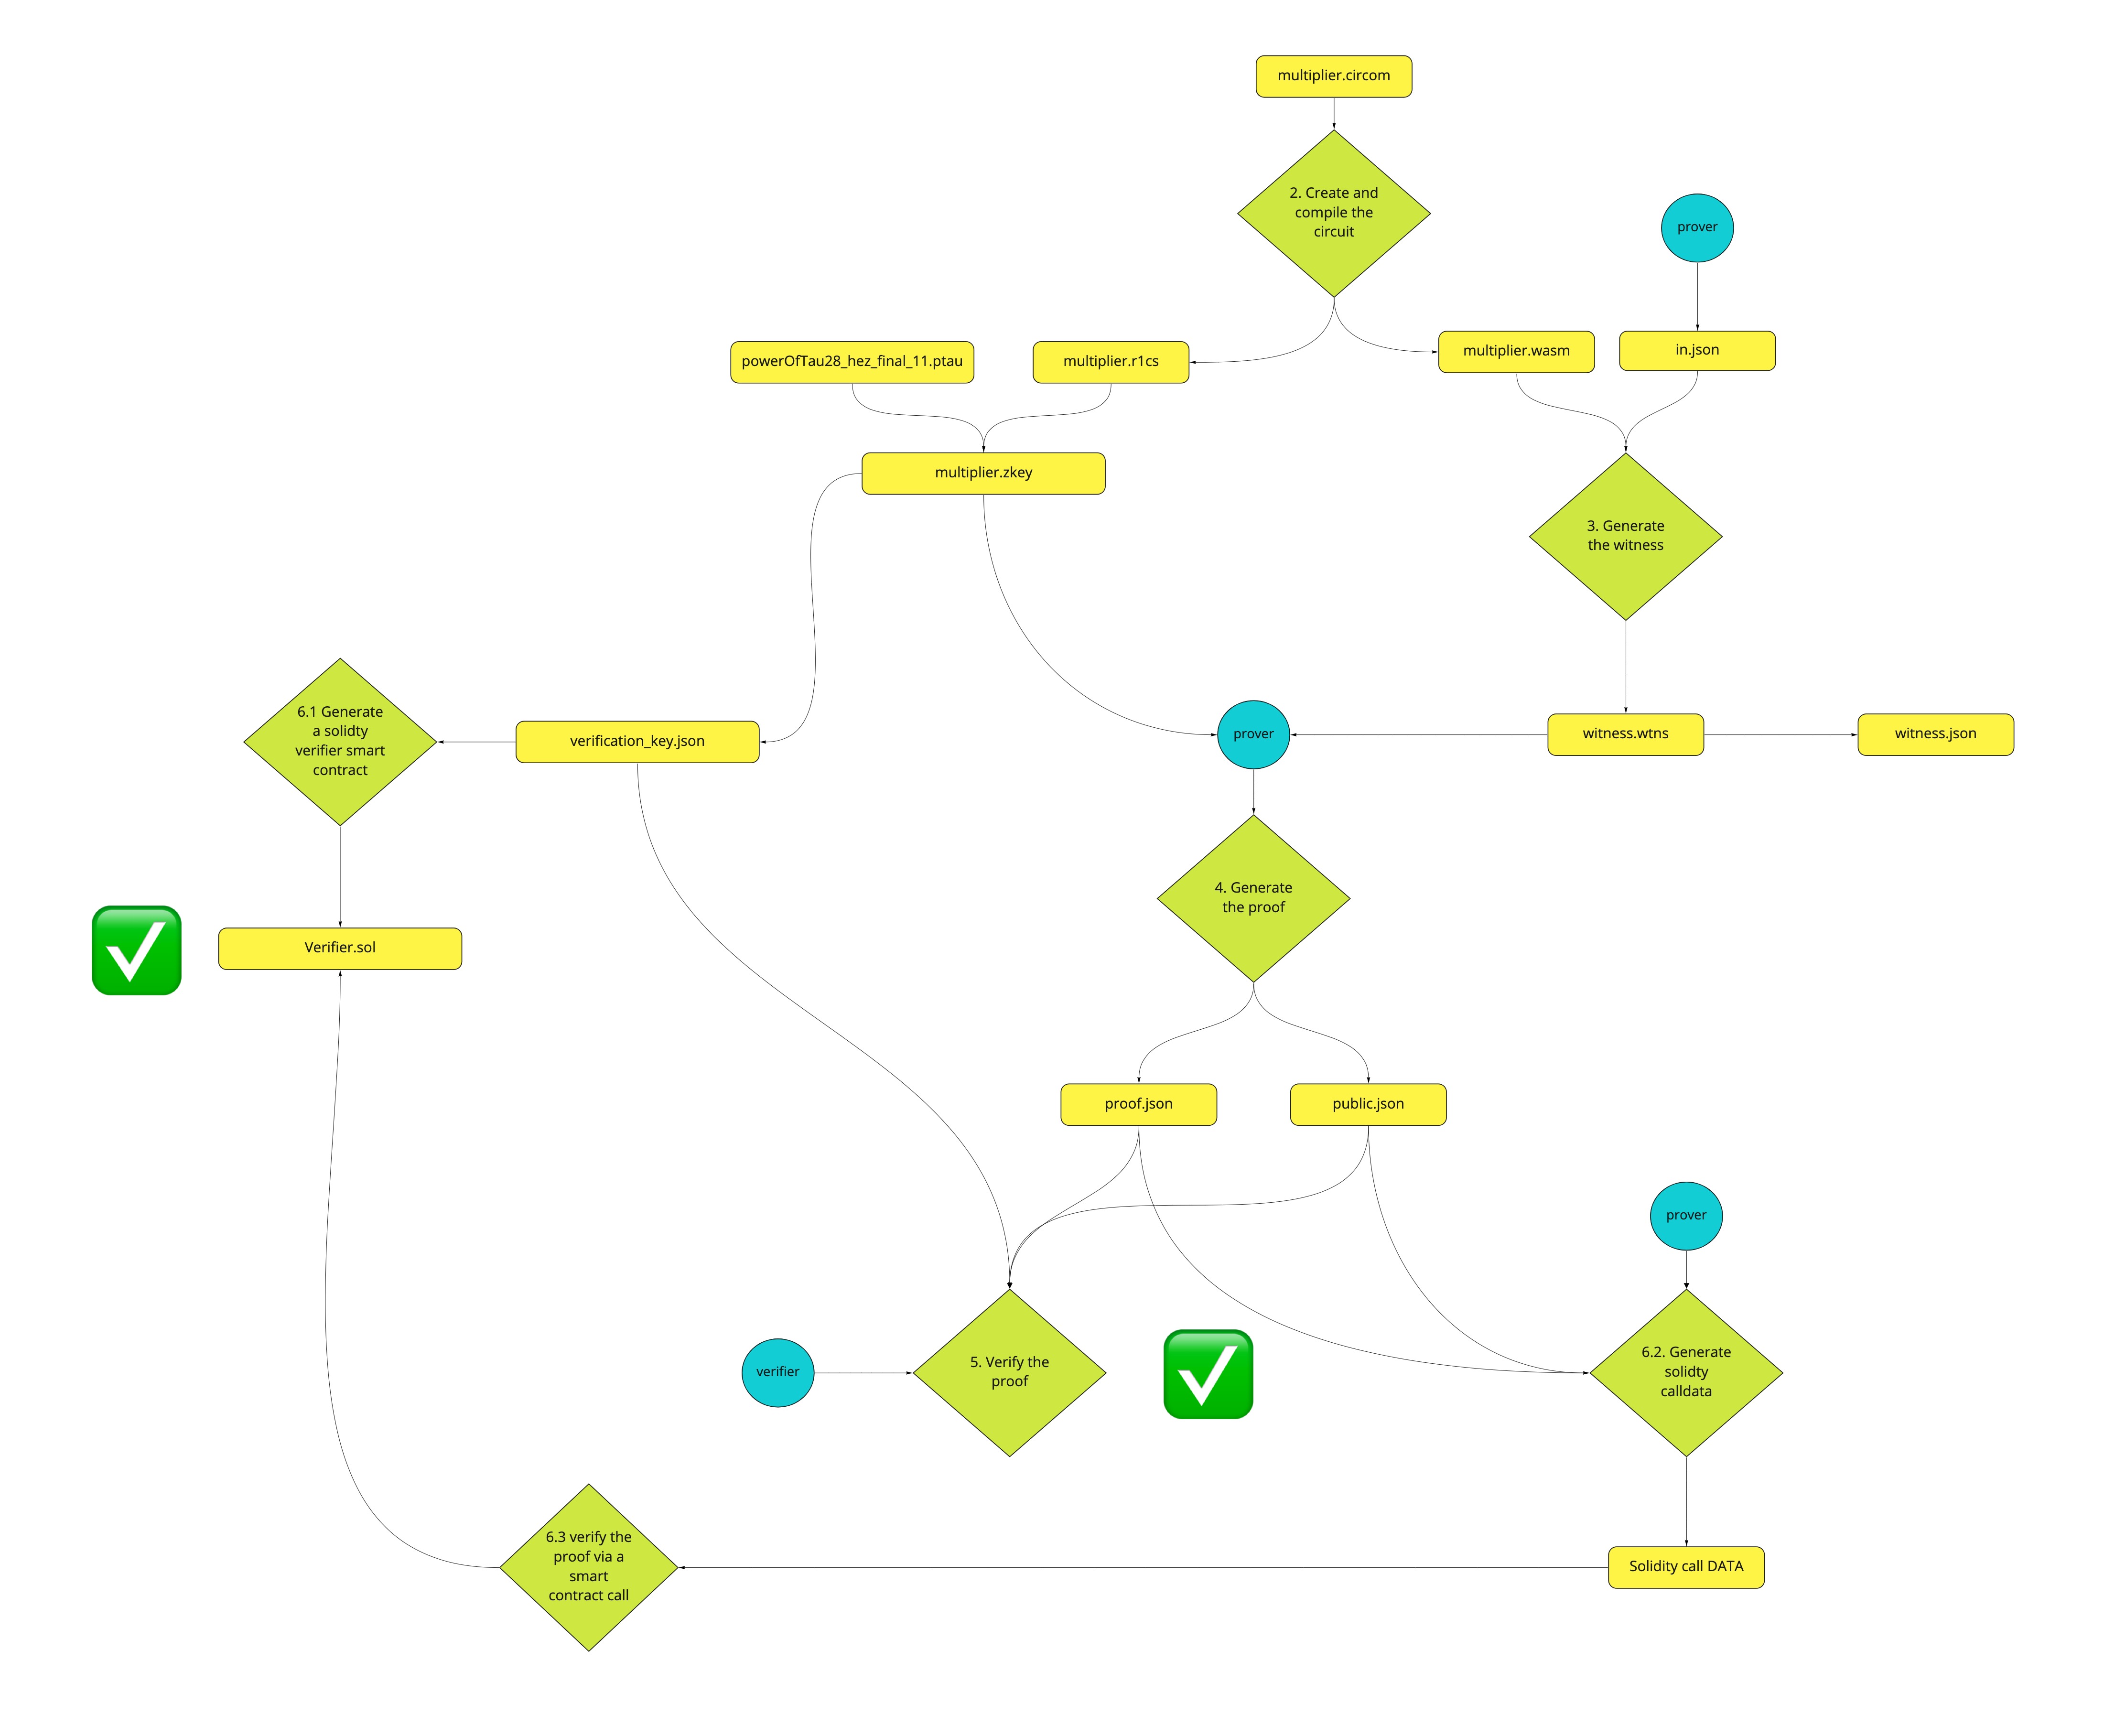 multiplier.circom
2. Create and
compile the
circuit
prover
powerOfTau28_hez_final_11.ptau
multiplier.r1cs
multiplier.wasm
in.json
multiplier.zkey
3. Generate
the witness
6.1 Generate
a solidty
verifier smart
contract
verification_key.json
prover
witness.wtns
witness.json
4. Generate
the proof
Verifier.sol
proof.json
public.json
prover
verifier
5. Verify the
proof
6.2. Generate
solidty
calldata
6.3 verify the
proof via a
smart
contract call
Solidity call DATA